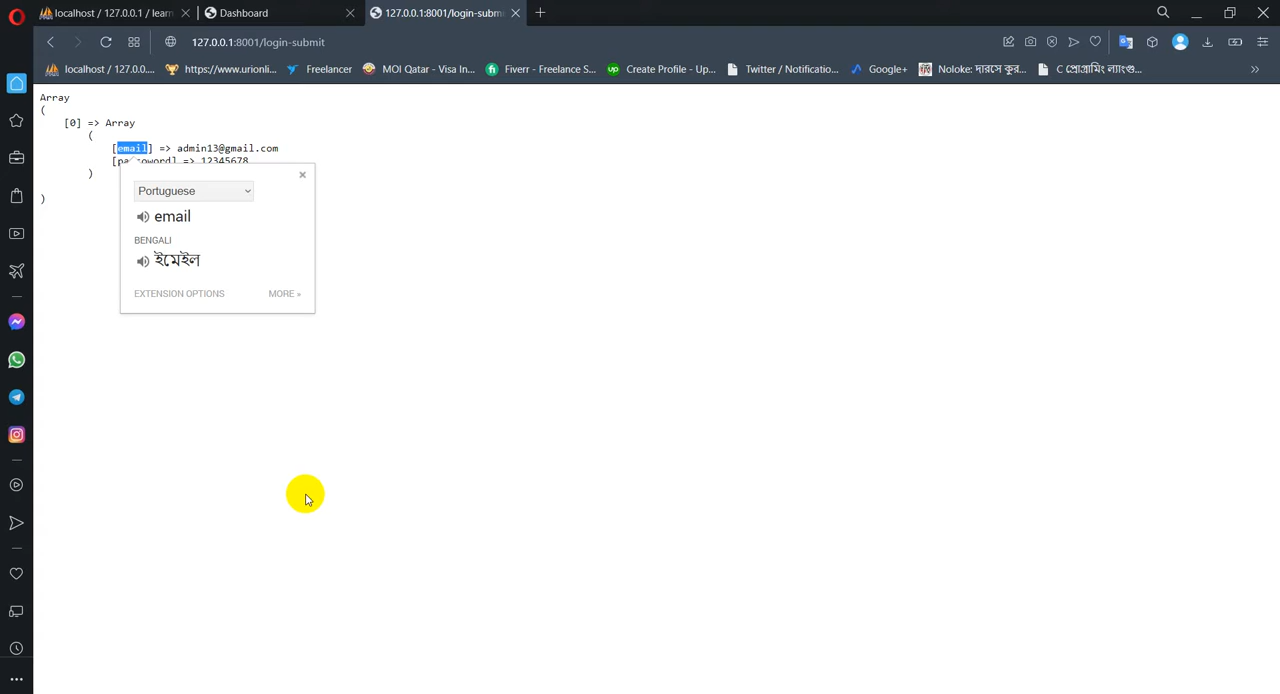 localhost / 127.0.0.1 / learn
Dashboard
127.0.0.1:8001/login-subm
127.0.0.1:8001/login-submit
localhost / 127.0.0....
https://www.urionli...
Freelancer
MOI Qatar - Visa In...
Fiverr - Freelance S...
Create Profile - Up...
Twitter / Notificatio...
Google+
Noloke: দারসে কুর...
C প্রোগ্রামিং ল্যাংগু...
Array
(
[0] => Array
(
[email] => admin13@gmail.com
[password] => 12345678
)
)
Portuguese
email
BENGALI
ইমেইল
EXTENSION OPTIONS
MORE »